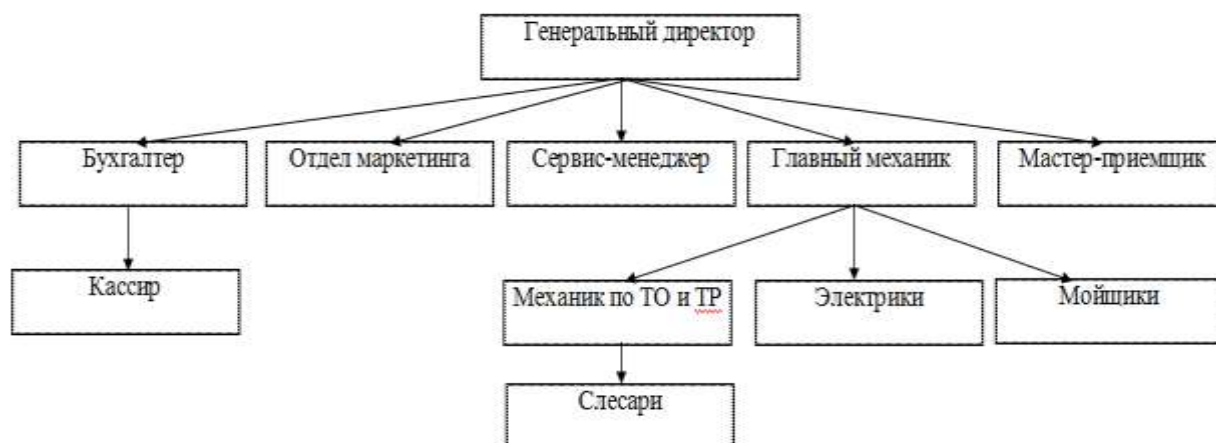 Генеральный директор
Бухгалтер
Отдел маркетинга
Сервис-менеджер
Главный механик
Мастер-приемщик
Кассир
Механик по ТО и ТР
Электрики
Мойщики
Слесари